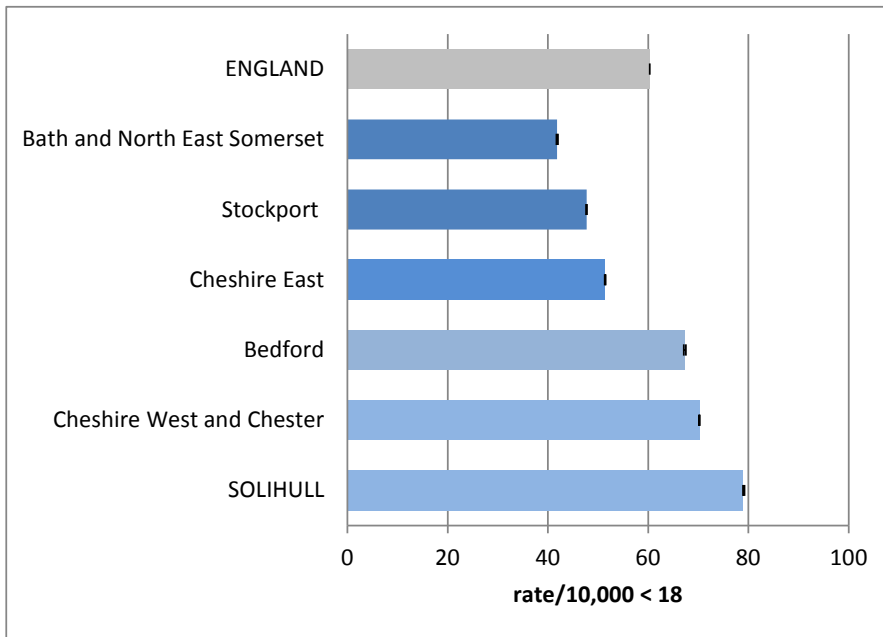 ENGLAND
Bath and North East Somerset
Stockport
Cheshire East
Bedford
Cheshire West and Chester
SOLIHULL
0 20 40 60 80 100
rate/10,000 < 18